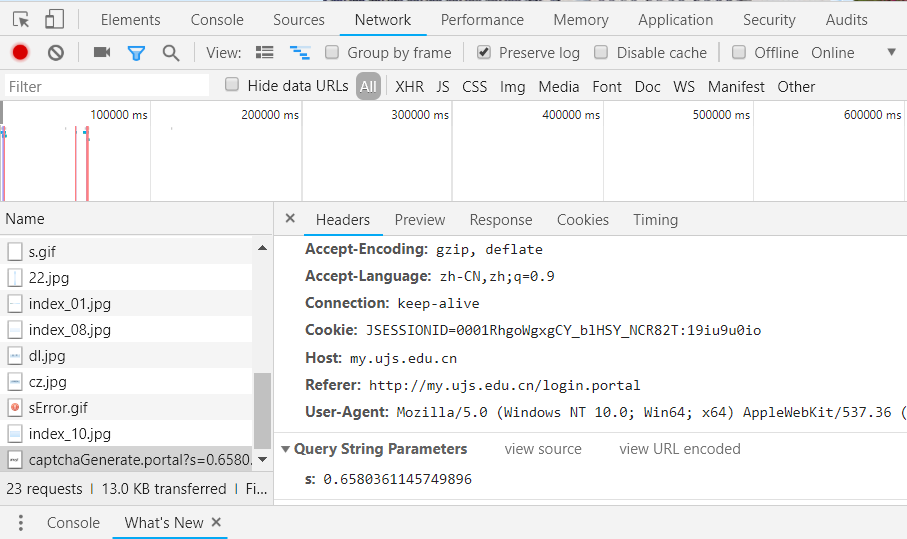 Elements Console Sources Network Performance Memory Application Security Audits
View: Group by frame Preserve log Disable cache Offline Online
Filter Hide data URLs All XHR JS CSS Img Media Font Doc WS Manifest Other
100000 ms 200000 ms 300000 ms 400000 ms 500000 ms 600000 ms
Name
s.gif
22.jpg
index_01.jpg
index_08.jpg
dl.jpg
cz.jpg
sError.gif
index_10.jpg
captchaGenerate.portal?s=0.6580.
23 requests | 13.0 KB transferred | Fi...
× Headers Preview Response Cookies Timing
Accept-Encoding: gzip, deflate
Accept-Language: zh-CN,zh;q=0.9
Connection: keep-alive
Cookie: JSESSIONID=0001RhgoWgxgCY_blHSY_NCR82T:19iu9u0io
Host: my.ujs.edu.cn
Referer: http://my.ujs.edu.cn/login.portal
User-Agent: Mozilla/5.0 (Windows NT 10.0; Win64; x64) AppleWebKit/537.36 (
Query String Parameters view source view URL encoded
s: 0.6580361145749896
Console What's New ×